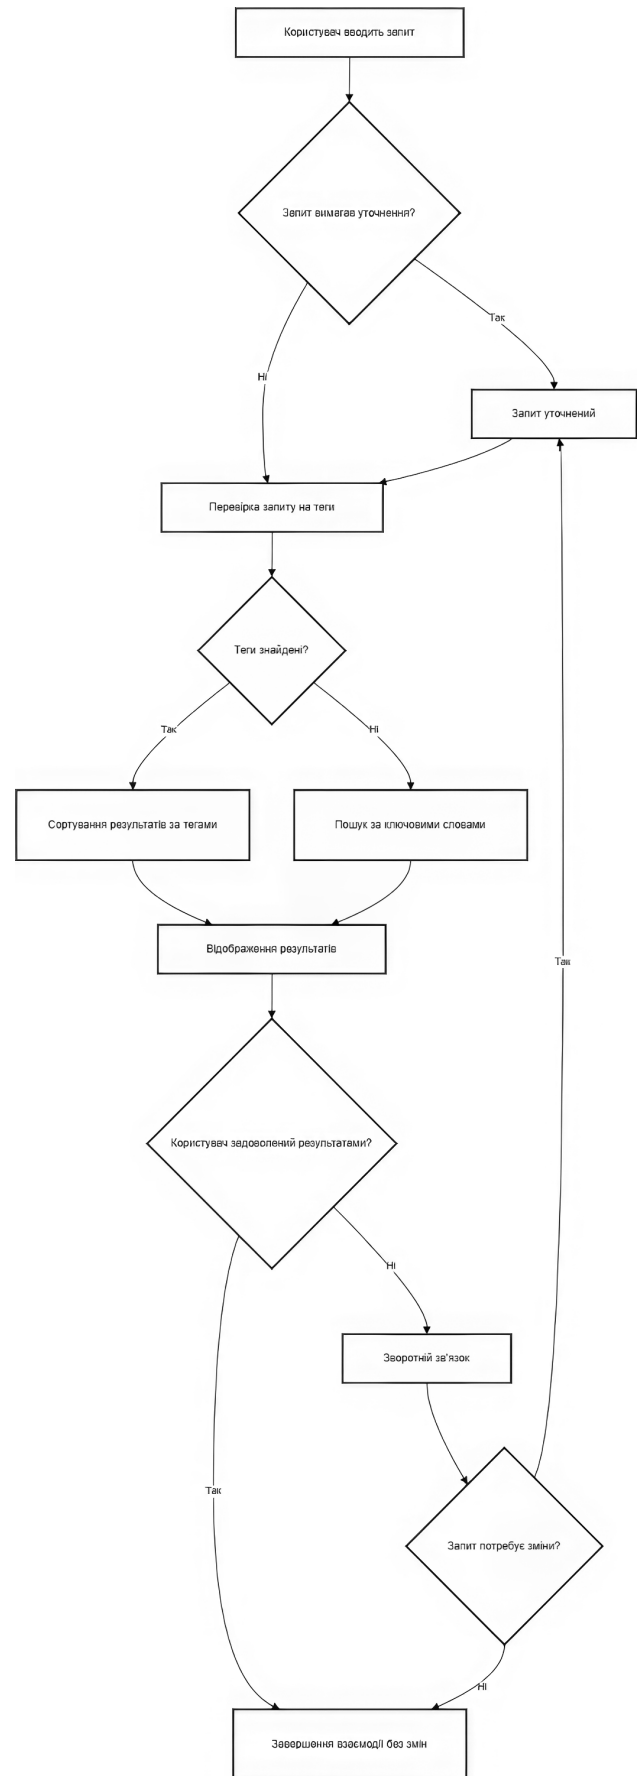 Користувач вводить запит
Запит вимагав уточнення?
Так
Ні
Запит уточнений
Перевірка запиту на теги
Теги знайдені?
Так
Ні
Сортування результатів за тегами
Пошук за ключовими словами
Відображення результатів
Так
Користувач задоволений результатами?
Ні
Зворотній зв'язок
Так
Запит потребує зміни?
Ні
Завершення взаємодії без змін